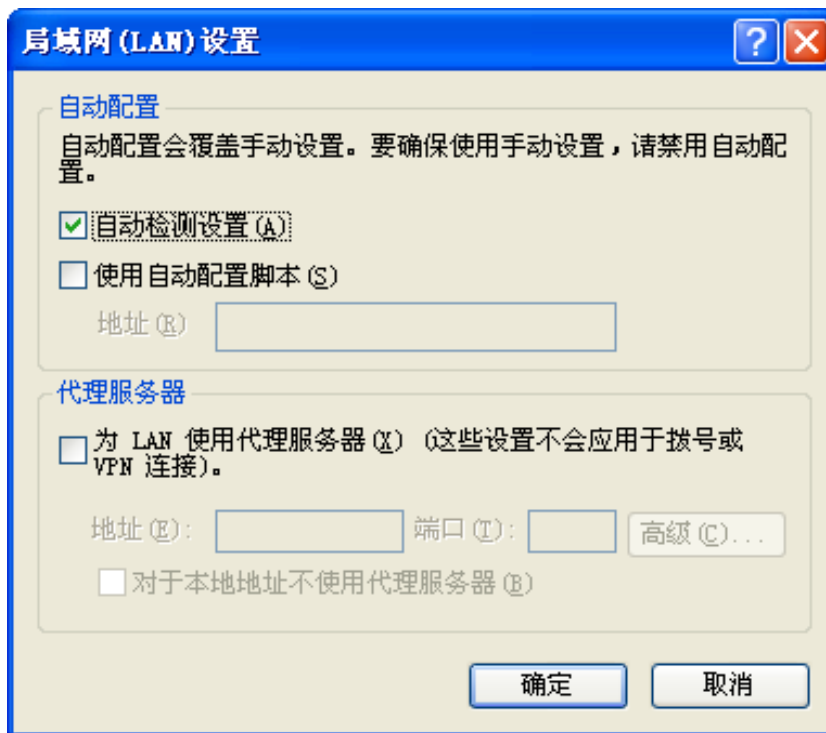 局域网(LAN)设置
自动配置
自动配置会覆盖手动设置。要确保使用手动设置，请禁用自动配
置。
自动检测设置(A)
使用自动配置脚本(S)
地址(R)
代理服务器
为 LAN 使用代理服务器(X) (这些设置不会应用于拨号或
VPN 连接)。
地址(E): 端口(T): 高级(C)...
对于本地地址不使用代理服务器(B)
确定 取消